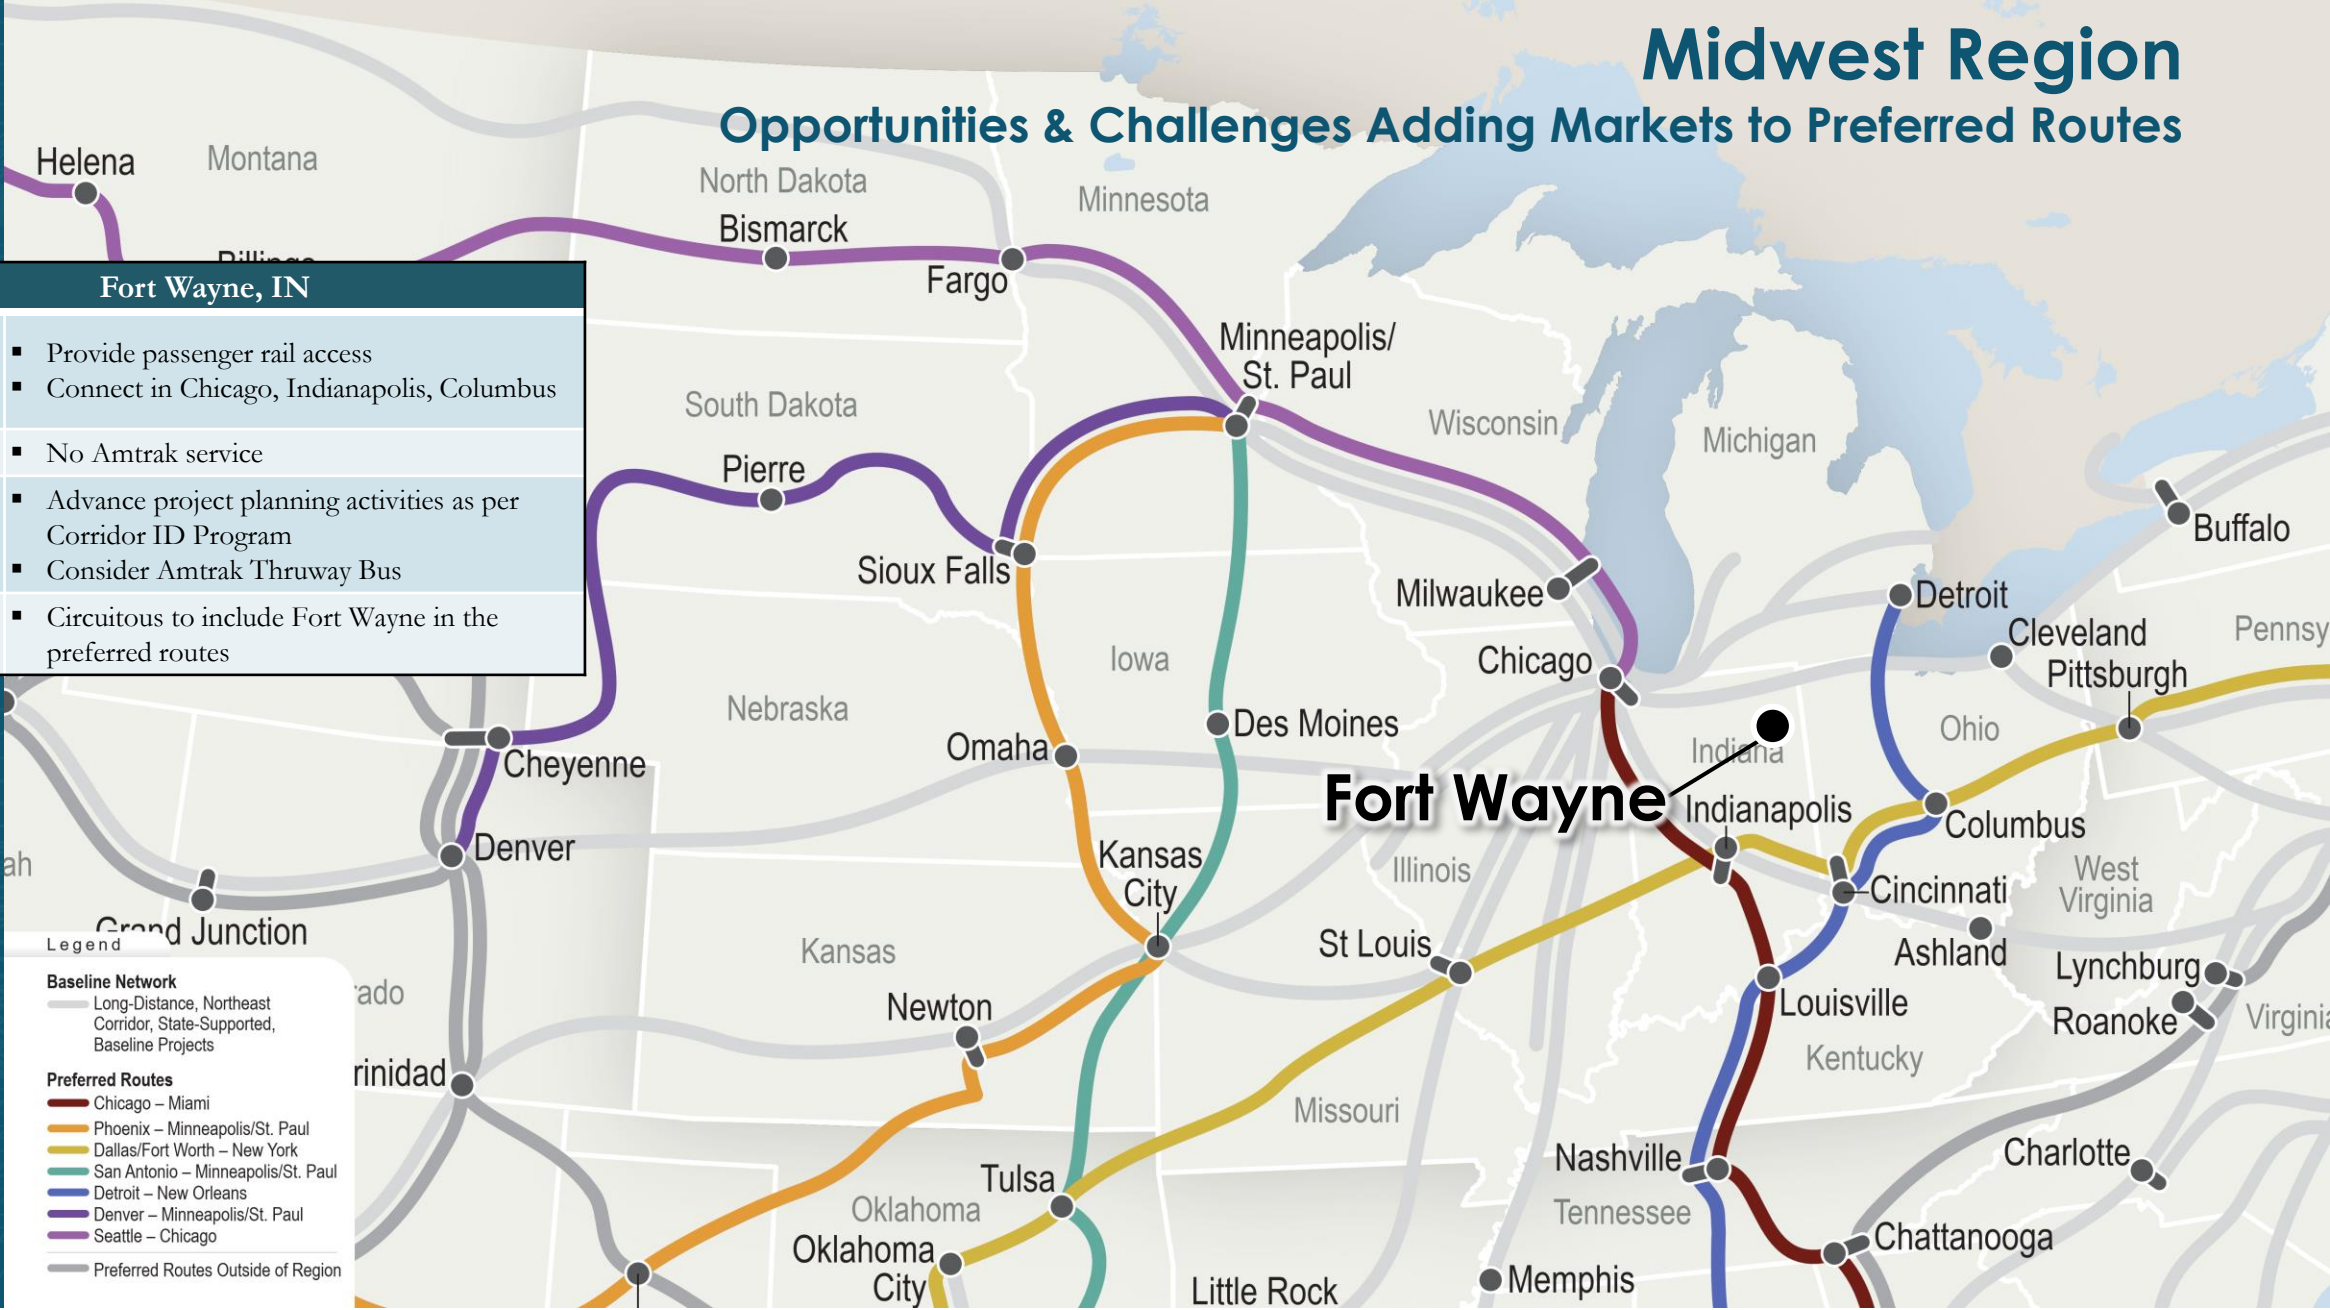 Midwest Region
Opportunities & Challenges Adding Markets to Preferred Routes
Helena
Montana
North Dakota
Minnesota
Bismarck
Billings
Fargo
Fort Wayne, IN
▪ Provide passenger rail access
▪ Connect in Chicago, Indianapolis, Columbus
▪ No Amtrak service
▪ Advance project planning activities as per
Corridor ID Program
▪ Consider Amtrak Thruway Bus
▪ Circuitous to include Fort Wayne in the
preferred routes
Minneapolis/
St. Paul
South Dakota
Wisconsin
Michigan
Pierre
Buffalo
Sioux Falls
Milwaukee
Detroit
Cleveland
Pennsy
Iowa
Chicago
Pittsburgh
Nebraska
Des Moines
Ohio
Omaha
Indiana
Cheyenne
Fort Wayne
Indianapolis
Columbus
Denver
ah
Kansas
City
Illinois
West
Virginia
Cincinnati
Grand Junction
Kansas
St Louis
Ashland
Lynchburg
rado
Newton
Louisville
Roanoke
Virginia
rinidad
Kentucky
Missouri
Nashville
Charlotte
Tulsa
Oklahoma
Tennessee
Oklahoma
City
Chattanooga
Little Rock
Memphis
Legend
Baseline Network
Long-Distance, Northeast
Corridor, State-Supported,
Baseline Projects
Preferred Routes
Chicago – Miami
Phoenix – Minneapolis/St. Paul
Dallas/Fort Worth – New York
San Antonio – Minneapolis/St. Paul
Detroit – New Orleans
Denver – Minneapolis/St. Paul
Seattle – Chicago
Preferred Routes Outside of Region